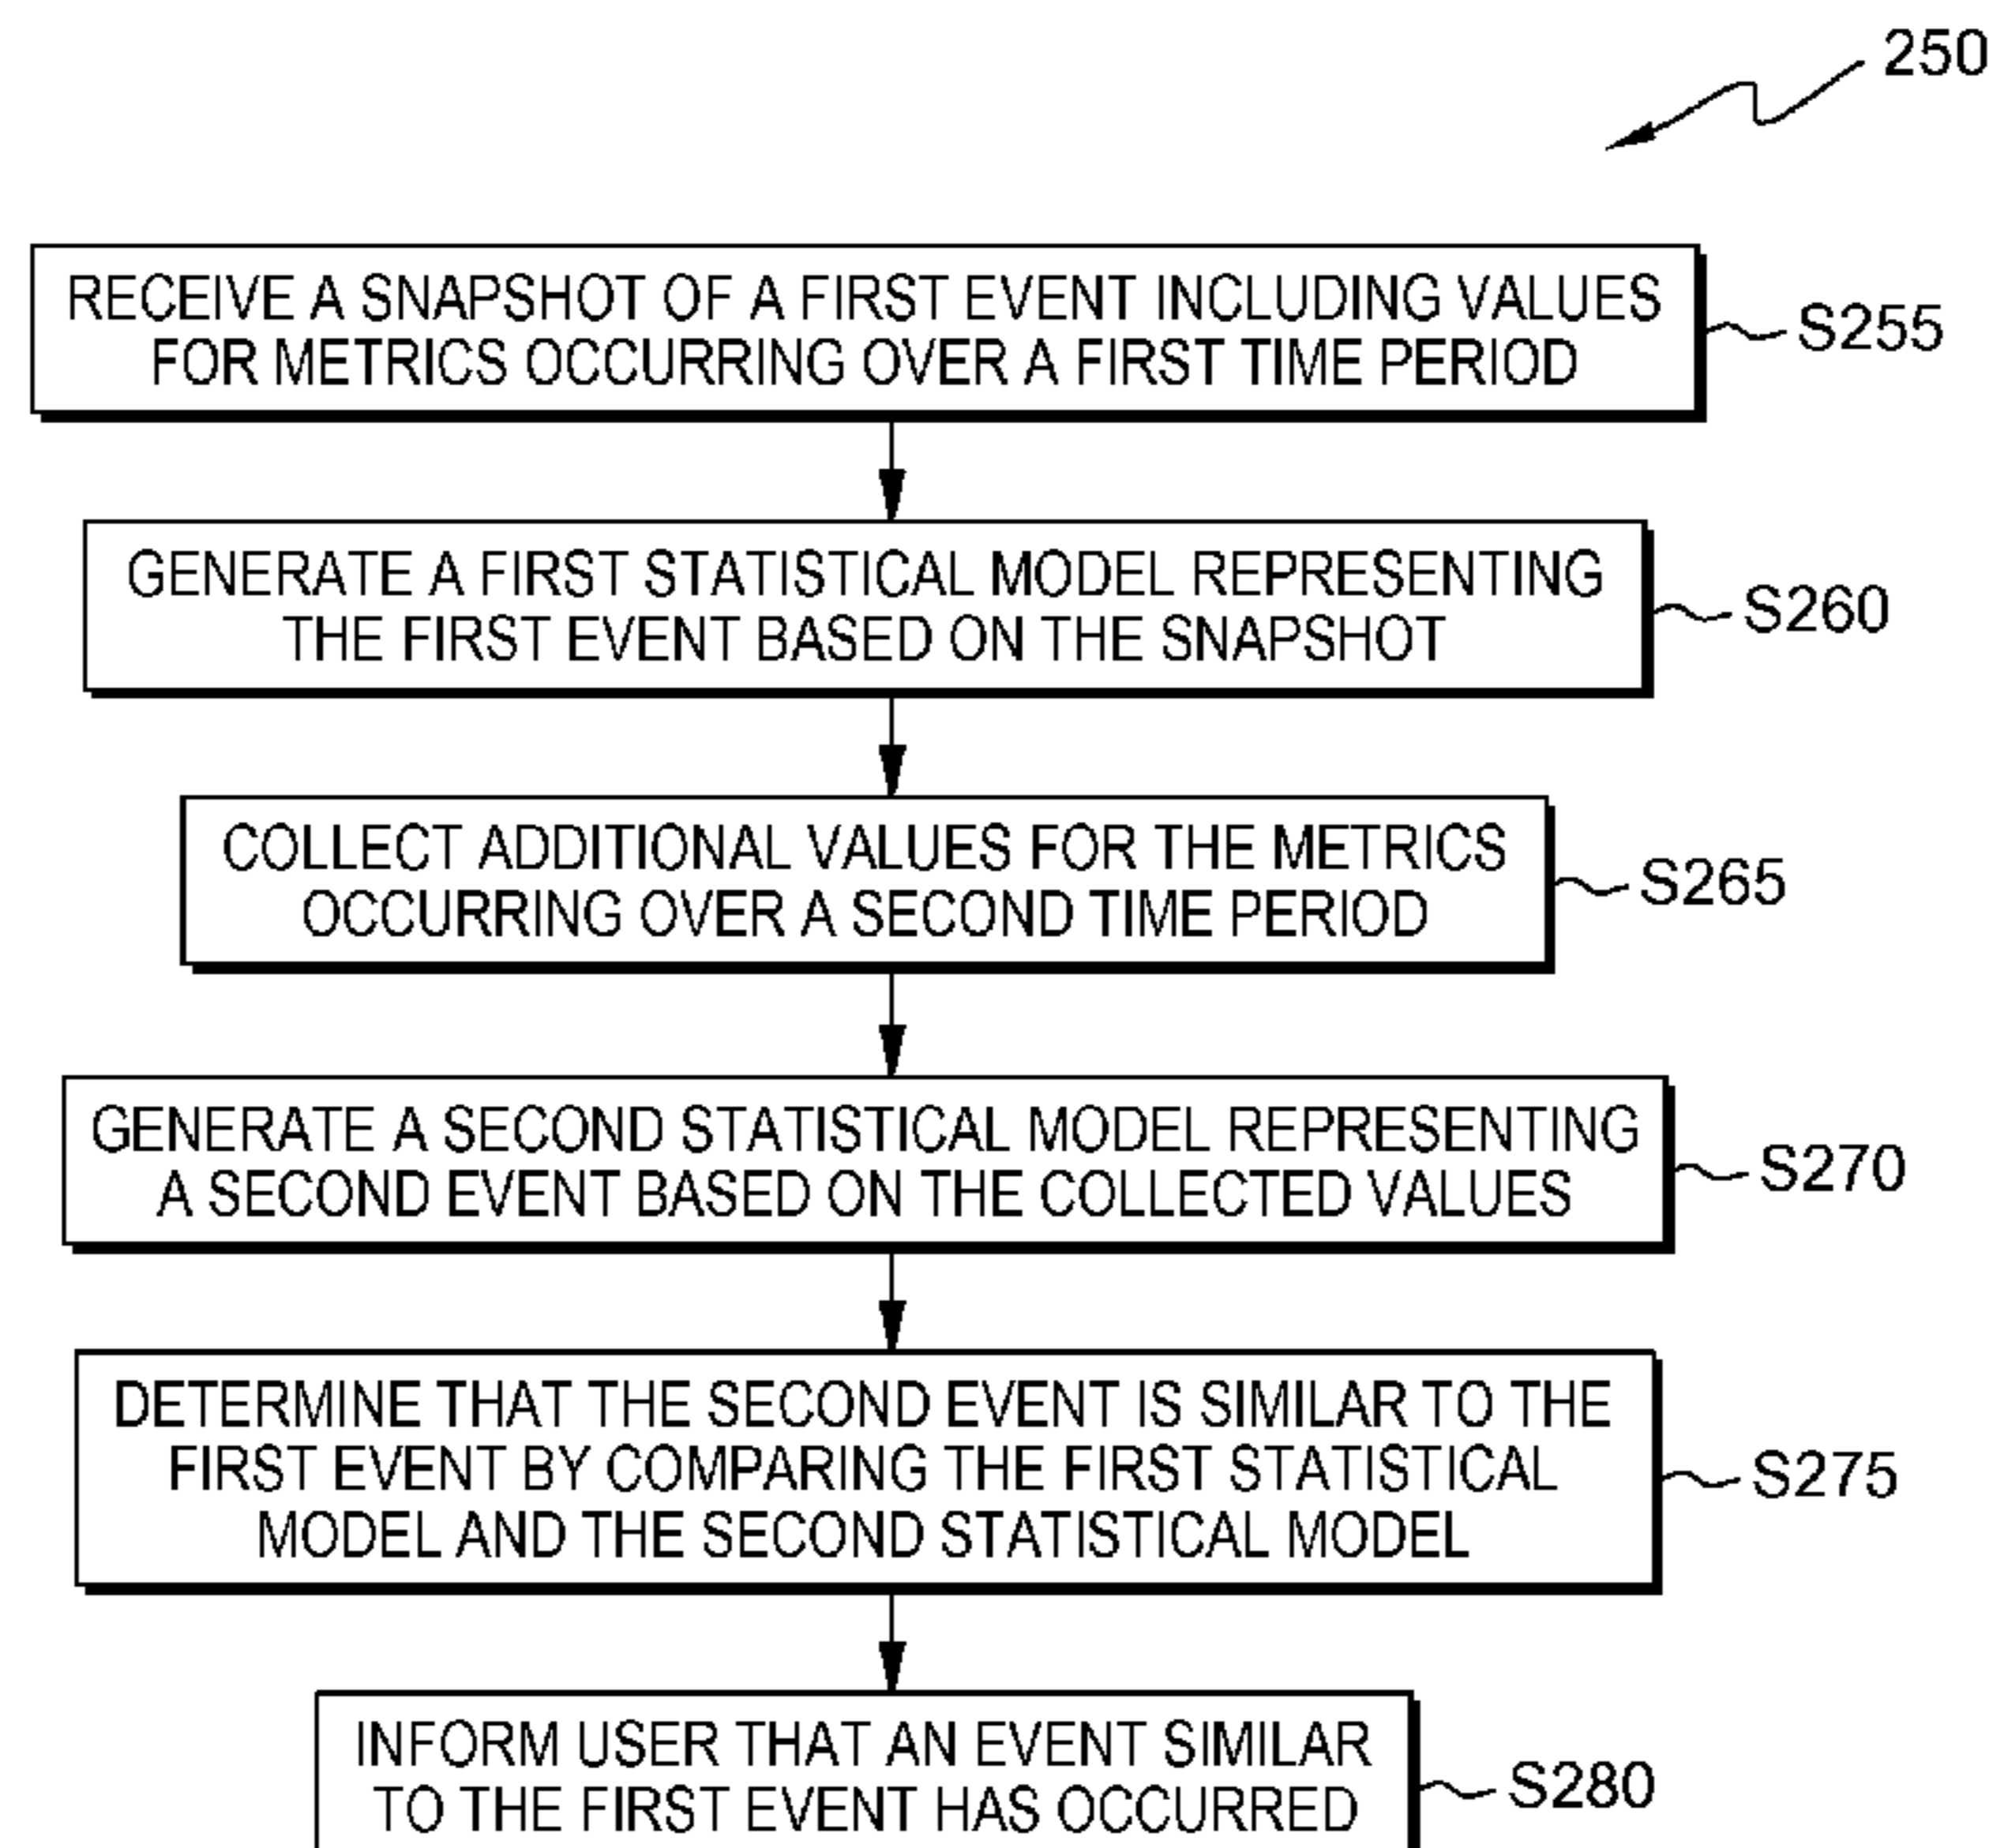 250
RECEIVE A SNAPSHOT OF A FIRST EVENT INCLUDING VALUES
FOR METRICS OCCURRING OVER A FIRST TIME PERIOD
S255
GENERATE A FIRST STATISTICAL MODEL REPRESENTING
THE FIRST EVENT BASED ON THE SNAPSHOT
S260
COLLECT ADDITIONAL VALUES FOR THE METRICS
OCCURRING OVER A SECOND TIME PERIOD
S265
GENERATE A SECOND STATISTICAL MODEL REPRESENTING
A SECOND EVENT BASED ON THE COLLECTED VALUES
S270
DETERMINE THAT THE SECOND EVENT IS SIMILAR TO THE
FIRST EVENT BY COMPARING THE FIRST STATISTICAL
MODEL AND THE SECOND STATISTICAL MODEL
S275
INFORM USER THAT AN EVENT SIMILAR
TO THE FIRST EVENT HAS OCCURRED
S280